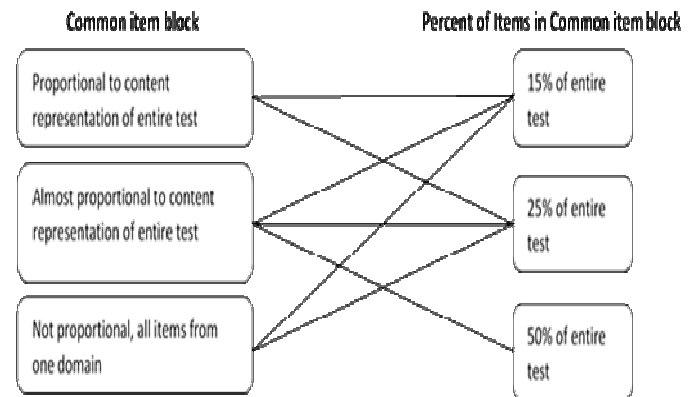 Common item block
Percent of Items in Common item block
Proportional to content
representation of entire test
15% of entire
test
Almost proportional to content
representation of entire test
25% of entire
test
Not proportional, all items from
one domain
50% of entire
test